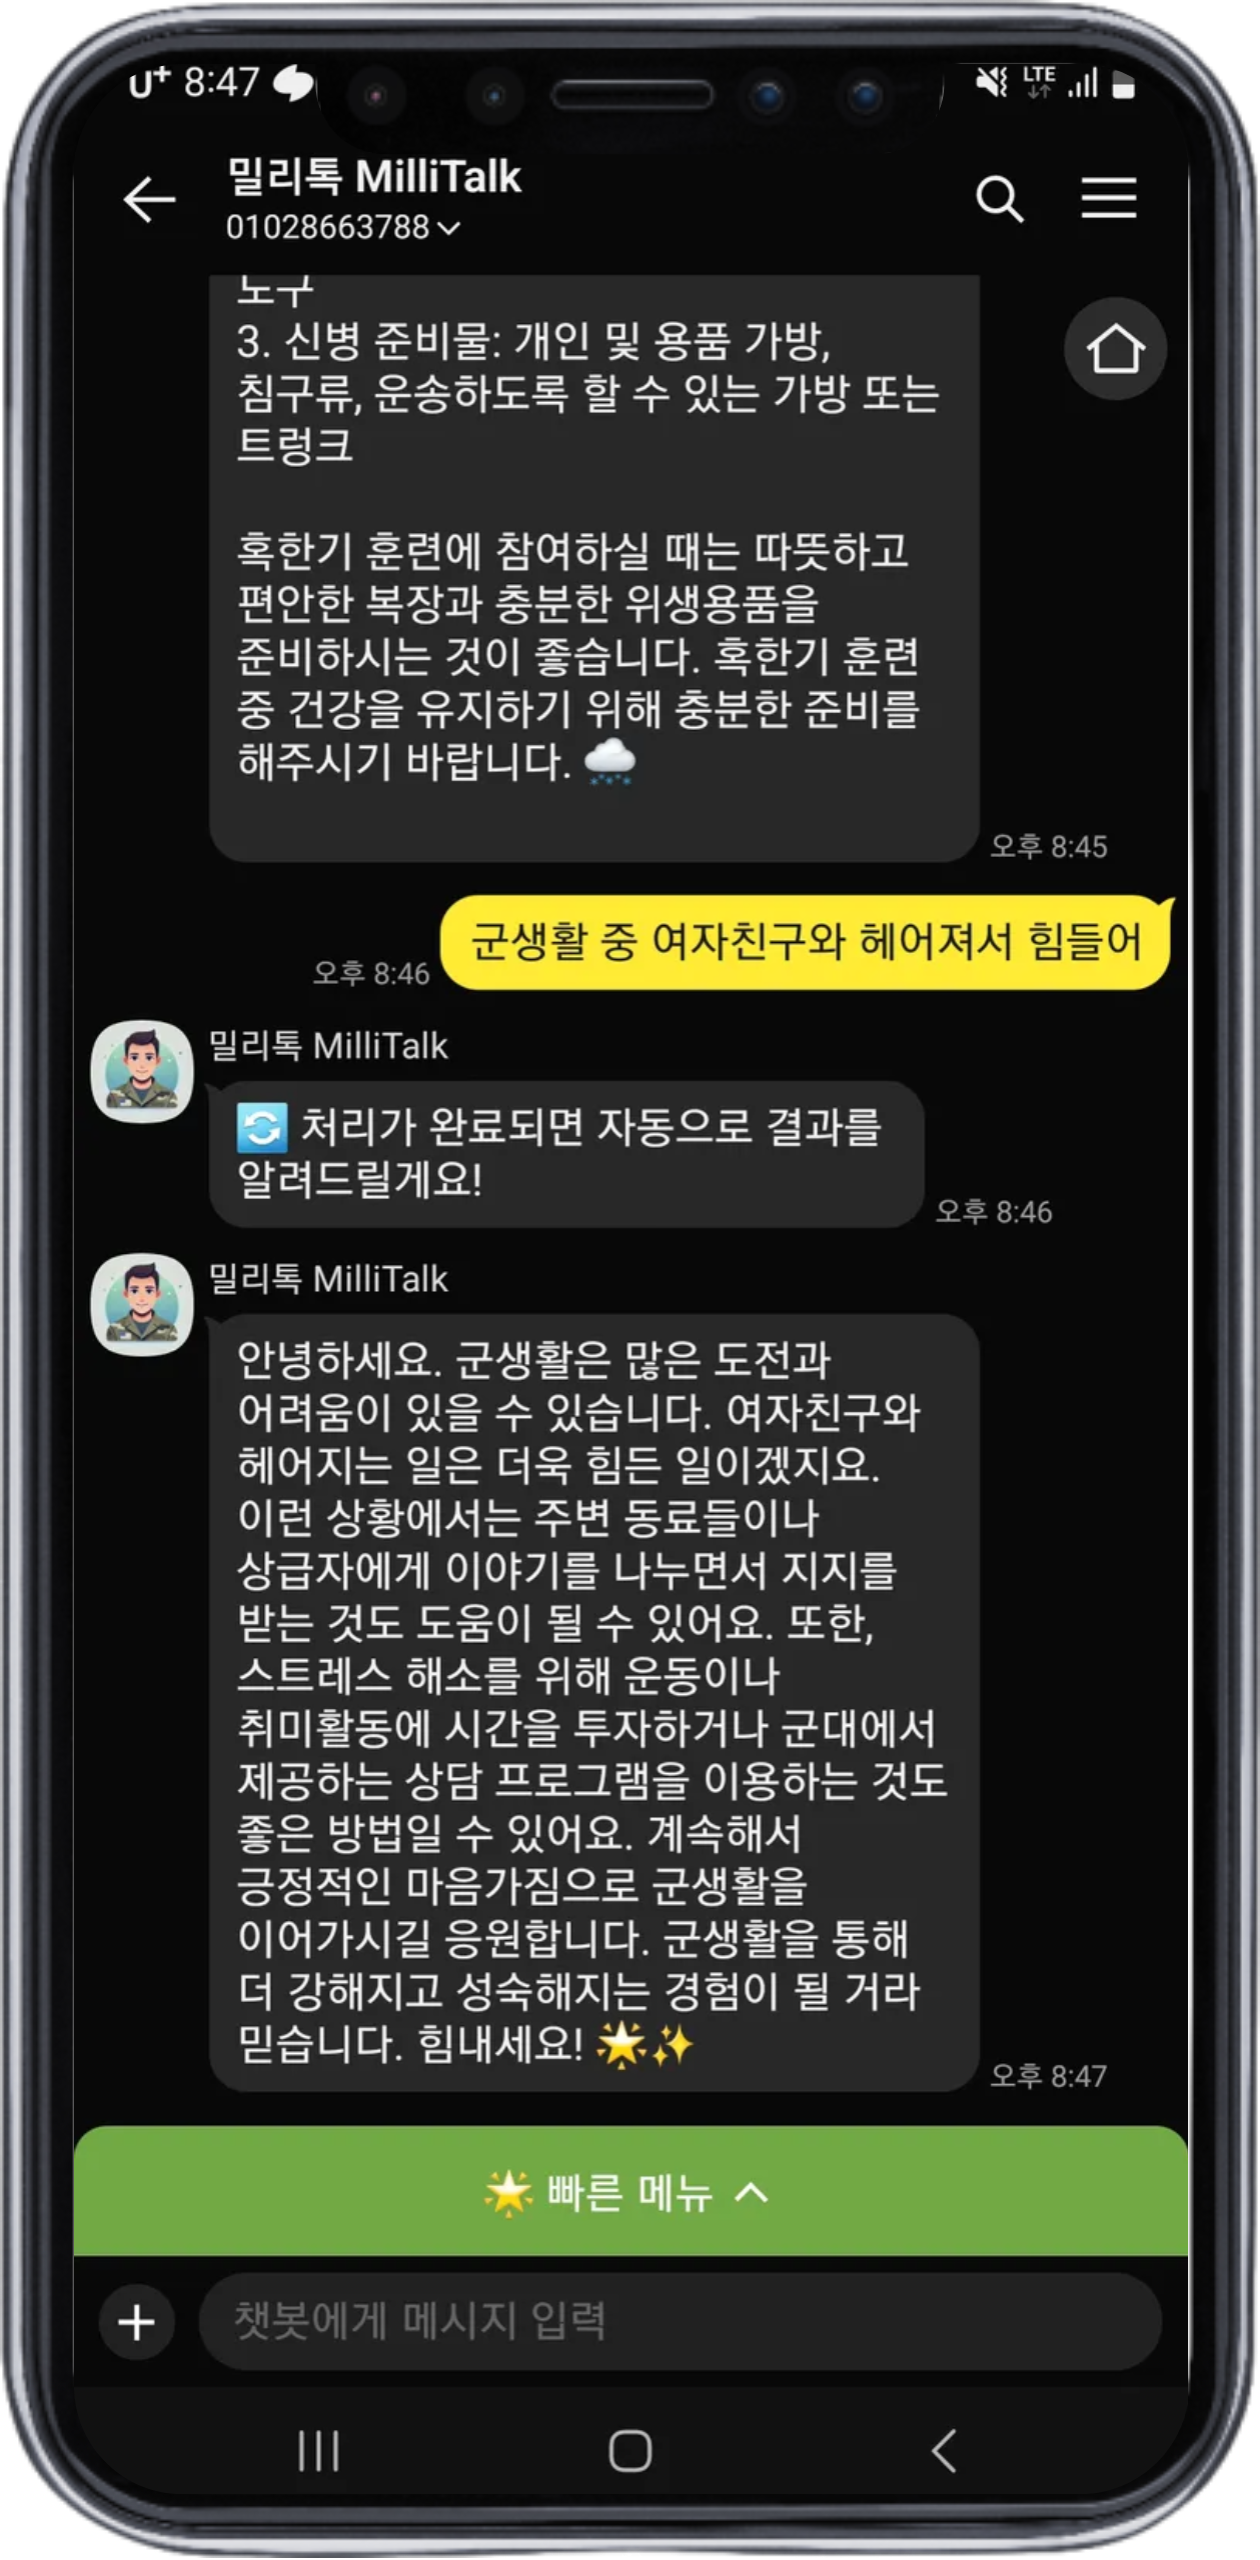 U+ 8:47
LTE
밀리톡 MilliTalk
01028663788
도구
3. 신병 준비물: 개인 및 용품 가방,
침구류, 운송하도록 할 수 있는 가방 또는
트렁크
혹한기 훈련에 참여하실 때는 따뜻하고
편안한 복장과 충분한 위생용품을
준비하시는 것이 좋습니다. 혹한기 훈련
중 건강을 유지하기 위해 충분한 준비를
해주시기 바랍니다. 🌨️
오후 8:45
군생활 중 여자친구와 헤어져서 힘들어
오후 8:46
밀리톡 MilliTalk
🔄 처리가 완료되면 자동으로 결과를
알려드릴게요!
오후 8:46
밀리톡 MilliTalk
안녕하세요. 군생활은 많은 도전과
어려움이 있을 수 있습니다. 여자친구와
헤어지는 일은 더욱 힘든 일이겠지요.
이런 상황에서는 주변 동료들이나
상급자에게 이야기를 나누면서 지지를
받는 것도 도움이 될 수 있어요. 또한,
스트레스 해소를 위해 운동이나
취미활동에 시간을 투자하거나 군대에서
제공하는 상담 프로그램을 이용하는 것도
좋은 방법일 수 있어요. 계속해서
긍정적인 마음가짐으로 군생활을
이어가시길 응원합니다. 군생활을 통해
더 강해지고 성숙해지는 경험이 될 거라
믿습니다. 힘내세요! 🌟✨
오후 8:47
🌟 빠른 메뉴
챗봇에게 메시지 입력